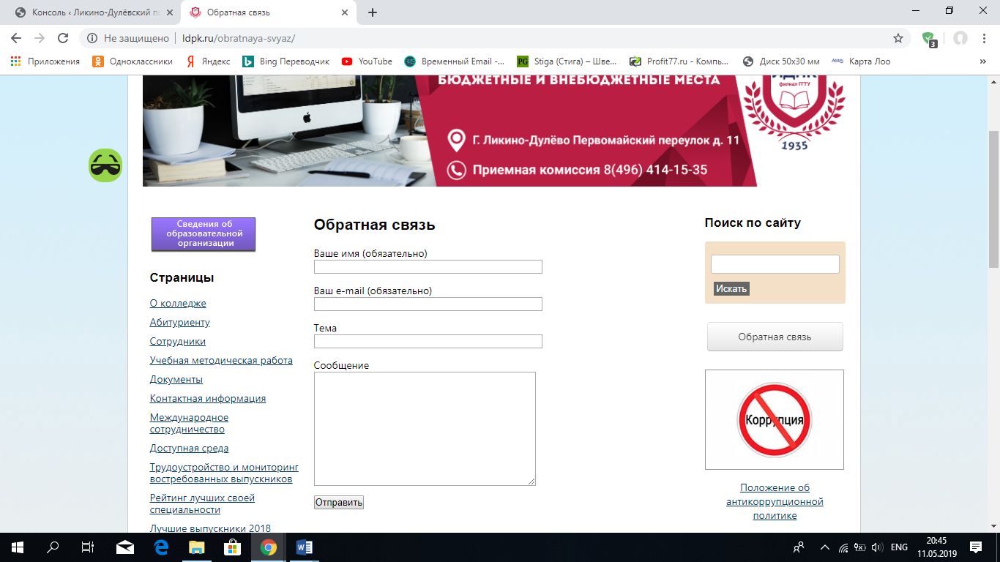 Консоль ‹ Ликино-Дулёвский п
Обратная связь
Не защищено
ldpk.ru/obratnaya-svyaz/
3
Приложения
Одноклассники
Яндекс
Bing Переводчик
YouTube
Временный Email -...
PG
Stiga (Стига) – Шве...
Profit77.ru - Компь...
Диск 50х30 мм
Карта Лоо
»
БЮДЖЕТНЫЕ И ВНЕБЮДЖЕТНЫЕ МЕСТА
ЛДПК
филиал ГГТУ
1935
Г. Ликино-Дулёво Первомайский переулок д. 11
Приемная комиссия 8(496) 414-15-35
Сведения об
образовательной
организации
Страницы
О колледже
Абитуриенту
Сотрудники
Учебная методическая работа
Документы
Контактная информация
Международное
сотрудничество
Доступная среда
Трудоустройство и мониторинг
востребованных выпускников
Рейтинг лучших своей
специальности
Лучшие выпускники 2018
Обратная связь
Ваше имя (обязательно)
Ваш e-mail (обязательно)
Тема
Сообщение
Отправить
Поиск по сайту
Искать
Обратная связь
Коррупция
Положение об
антикоррупционной
политике
ENG
20:45
11.05.2019